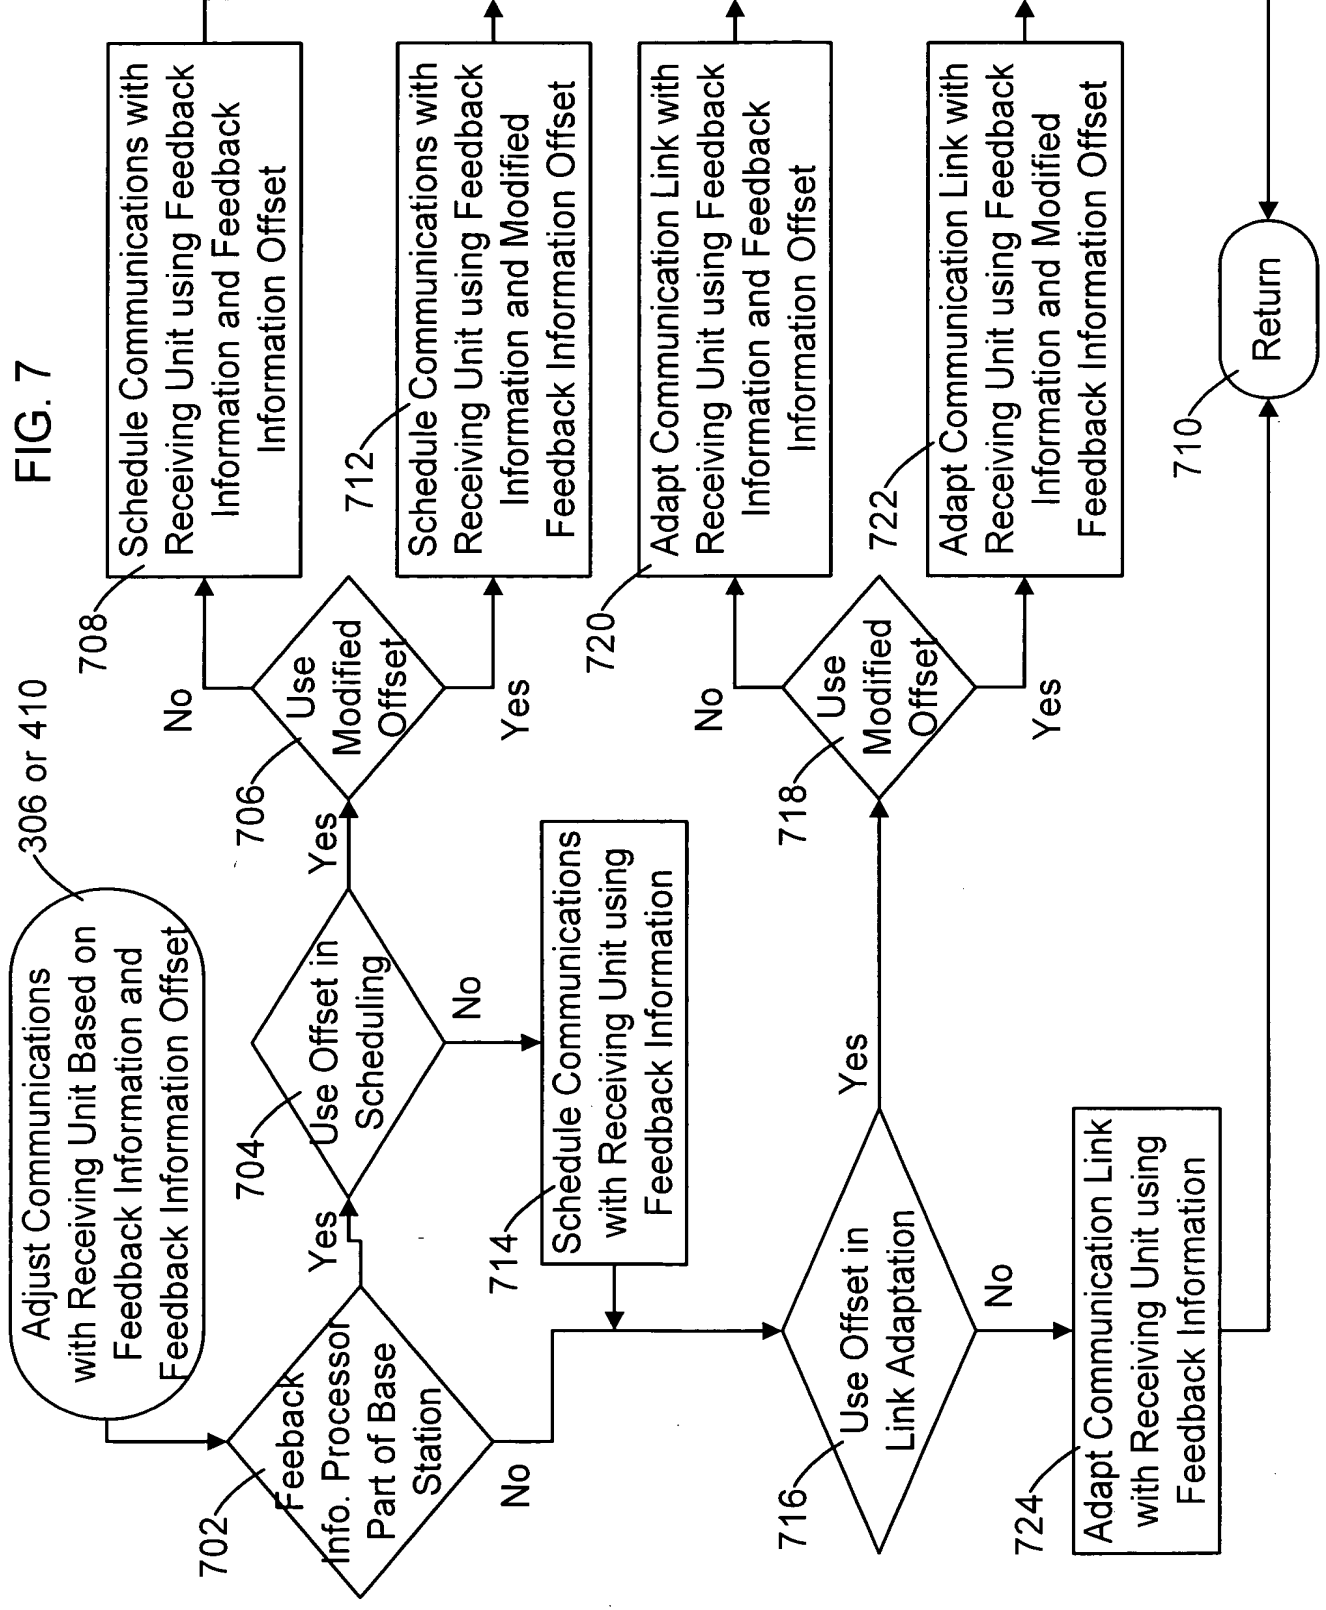 FIG. 7
306 or 410
Adjust Communications
with Receiving Unit Based on
Feedback Information and
Feedback Information Offset
702
Feeback
Info. Processor
Part of Base
Station
Yes
No
704
Use Offset in
Scheduling
Yes
No
706
Use
Modified
Offset
No
Yes
708
Schedule Communications with
Receiving Unit using Feedback
Information and Feedback
Information Offset
712
Schedule Communications with
Receiving Unit using Feedback
Information and Modified
Feedback Information Offset
714
Schedule Communications
with Receiving Unit using
Feedback Information
716
Use Offset in
Link Adaptation
Yes
No
718
Use
Modified
Offset
No
Yes
720
Adapt Communication Link with
Receiving Unit using Feedback
Information and Feedback
Information Offset
722
Adapt Communication Link with
Receiving Unit using Feedback
Information and Modified
Feedback Information Offset
724
Adapt Communication Link
with Receiving Unit using
Feedback Information
710
Return